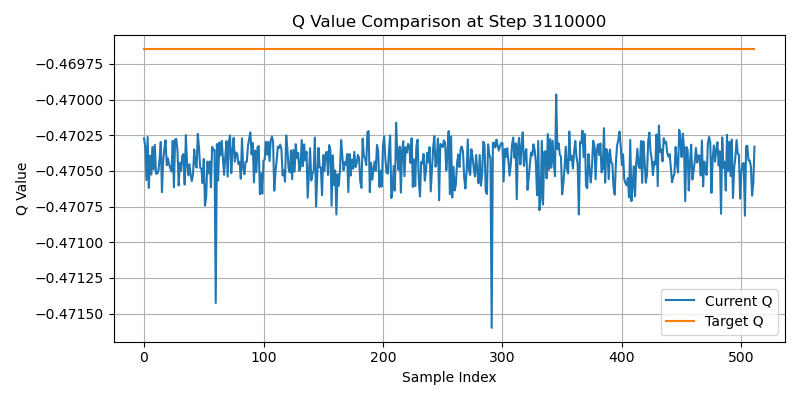 Q Value Comparison at Step 3110000
Q Value
−0.46975
−0.47000
−0.47025
−0.47050
−0.47075
−0.47100
−0.47125
−0.47150
Current Q
Target Q
0 100 200 300 400 500
Sample Index